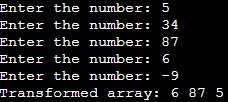 Enter the number: 5
Enter the number: 34
Enter the number: 87
Enter the number: 6
Enter the number: -9
Transformed array: 6 87 5